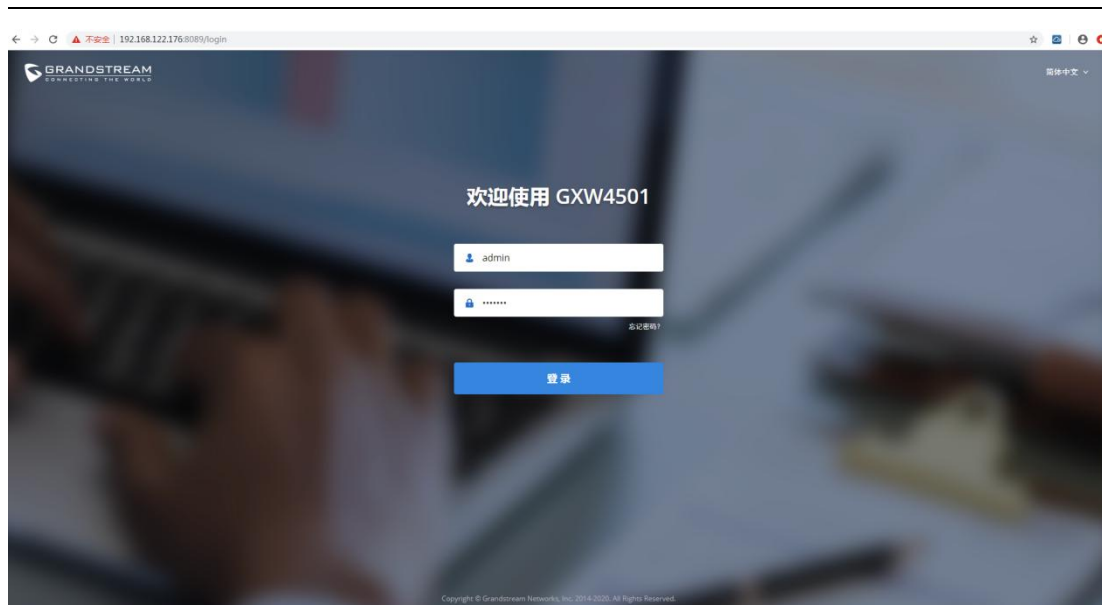 不安全 | 192.168.122.176:8089/login
GRANDSTREAM
CONNECTING THE WORLD
简体中文
欢迎使用 GXW4501
admin
•••••••
忘记密码?
登录
Copyright © Grandstream Networks, Inc. 2014-2020. All Rights Reserved.